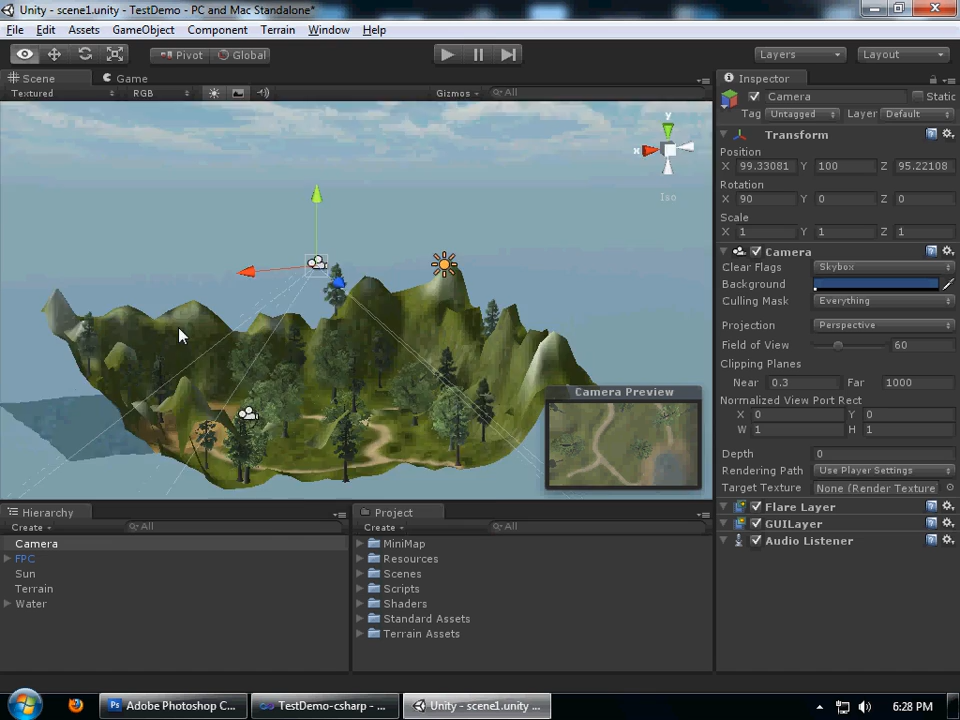 Unity - scene1.unity - TestDemo - PC and Mac Standalone*
File Edit Assets GameObject Component Terrain Window Help
Pivot Global Layers Layout
Scene Game
Textured RGB Gizmos All
y
x
Iso
Camera Preview
Inspector
Camera Static
Tag Untagged Layer Default
Transform
Position
X 99.33081 Y 100 Z 95.22108
Rotation
X 90 Y 0 Z 0
Scale
X 1 Y 1 Z 1
Camera
Clear Flags Skybox
Background
Culling Mask Everything
Projection Perspective
Field of View 60
Clipping Planes
Near 0.3 Far 1000
Normalized View Port Rect
X 0 Y 0
W 1 H 1
Depth 0
Rendering Path Use Player Settings
Target Texture None (Render Texture
Flare Layer
GUILayer
Audio Listener
Hierarchy
Create All
Camera
FPC
Sun
Terrain
Water
Project
Create All
MiniMap
Resources
Scenes
Scripts
Shaders
Standard Assets
Terrain Assets
Ps Adobe Photoshop C...
TestDemo-csharp - ...
Unity - scene1.unity ...
6:28 PM